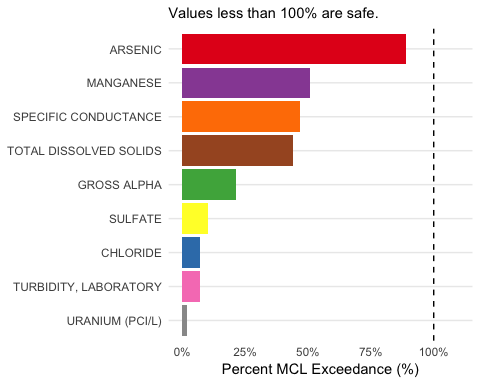 Values less than 100% are safe.
ARSENIC
MANGANESE
SPECIFIC CONDUCTANCE
TOTAL DISSOLVED SOLIDS
GROSS ALPHA
SULFATE
CHLORIDE
TURBIDITY, LABORATORY
URANIUM (PCI/L)
0% 25% 50% 75% 100%
Percent MCL Exceedance (%)